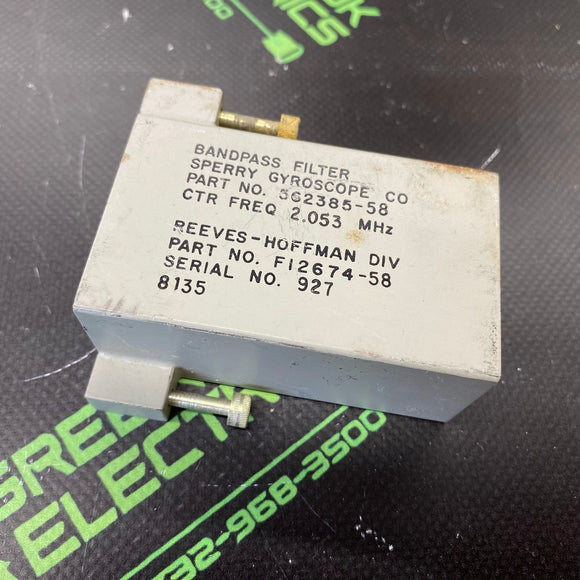 BANDPASS FILTER
SPERRY GYROSCOPE CO
PART NO. 362385-58
CTR FREQ 2.053 MHz
REEVES-HOFFMAN DIV
PART NO. F12674-58
SERIAL NO. 927
8135